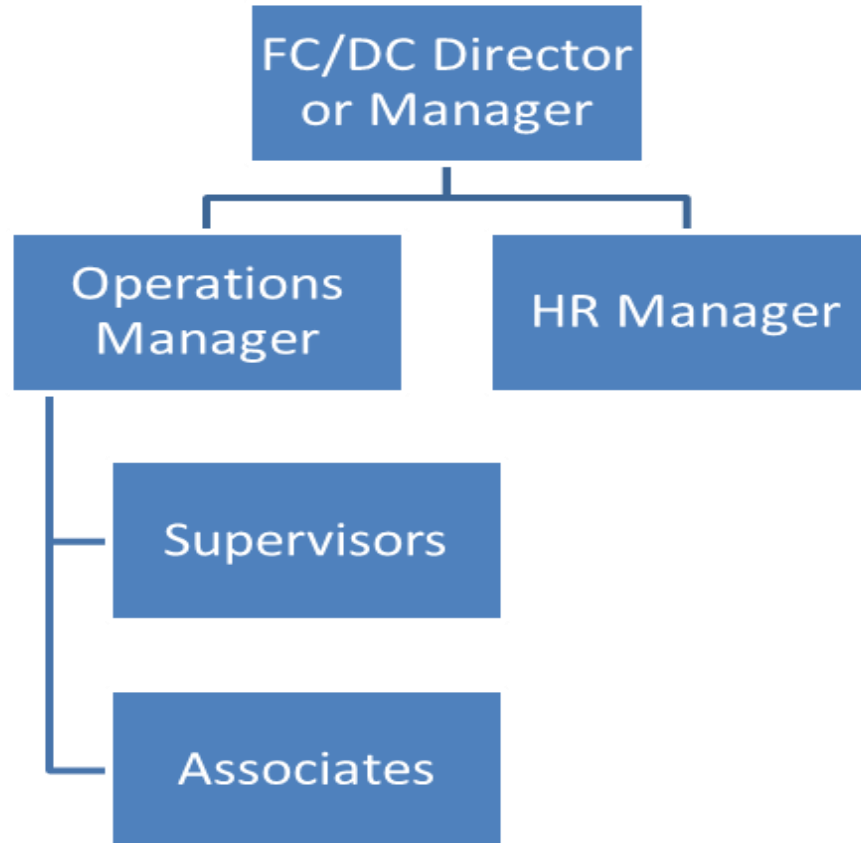 FC/DC Director
or Manager
Operations
Manager
HR Manager
Supervisors
Associates